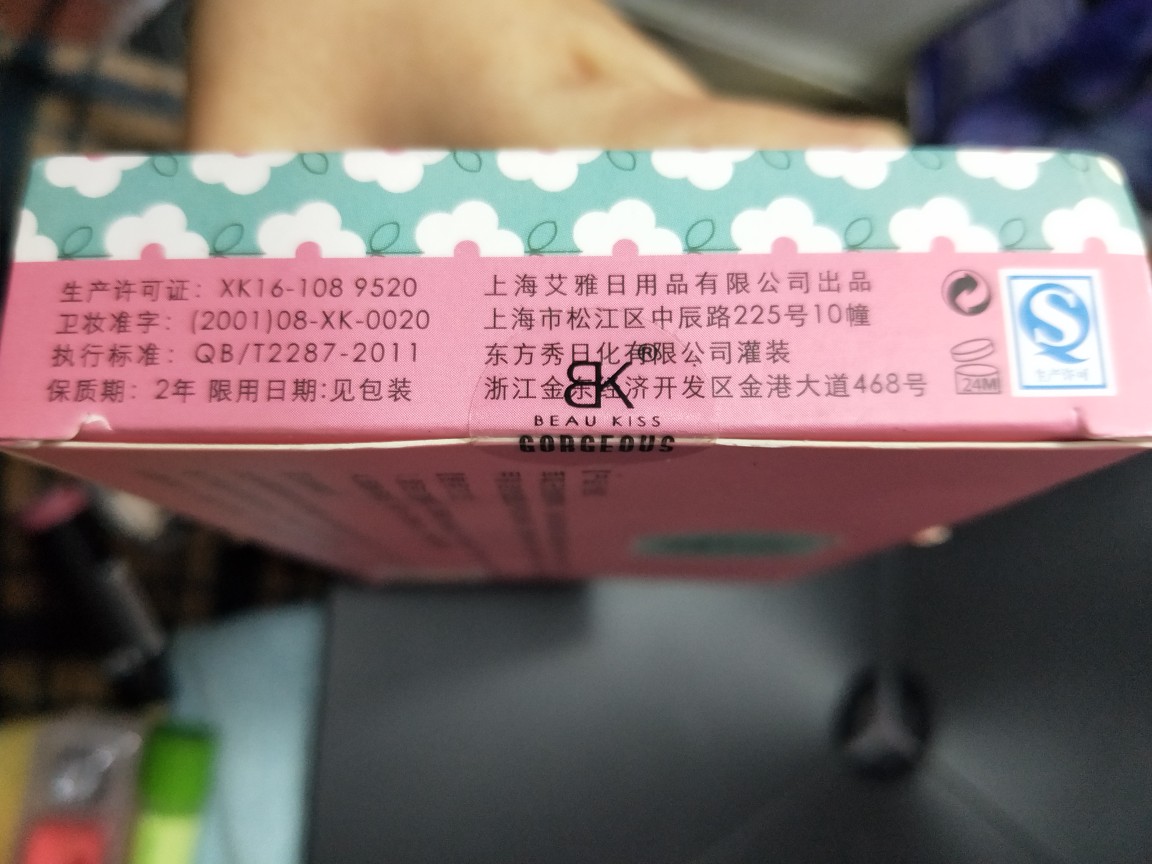 生产许可证：XK16-108 9520
卫妆准字：(2001)08-XK-0020
执行标准：QB/T2287-2011
保质期：2年 限用日期:见包装
上海艾雅日用品有限公司出品
上海市松江区中辰路225号10幢
东方秀日化有限公司灌装
浙江金东经济开发区金港大道468号
BK®
BEAU KISS
GORGEOUS
24M
生产许可